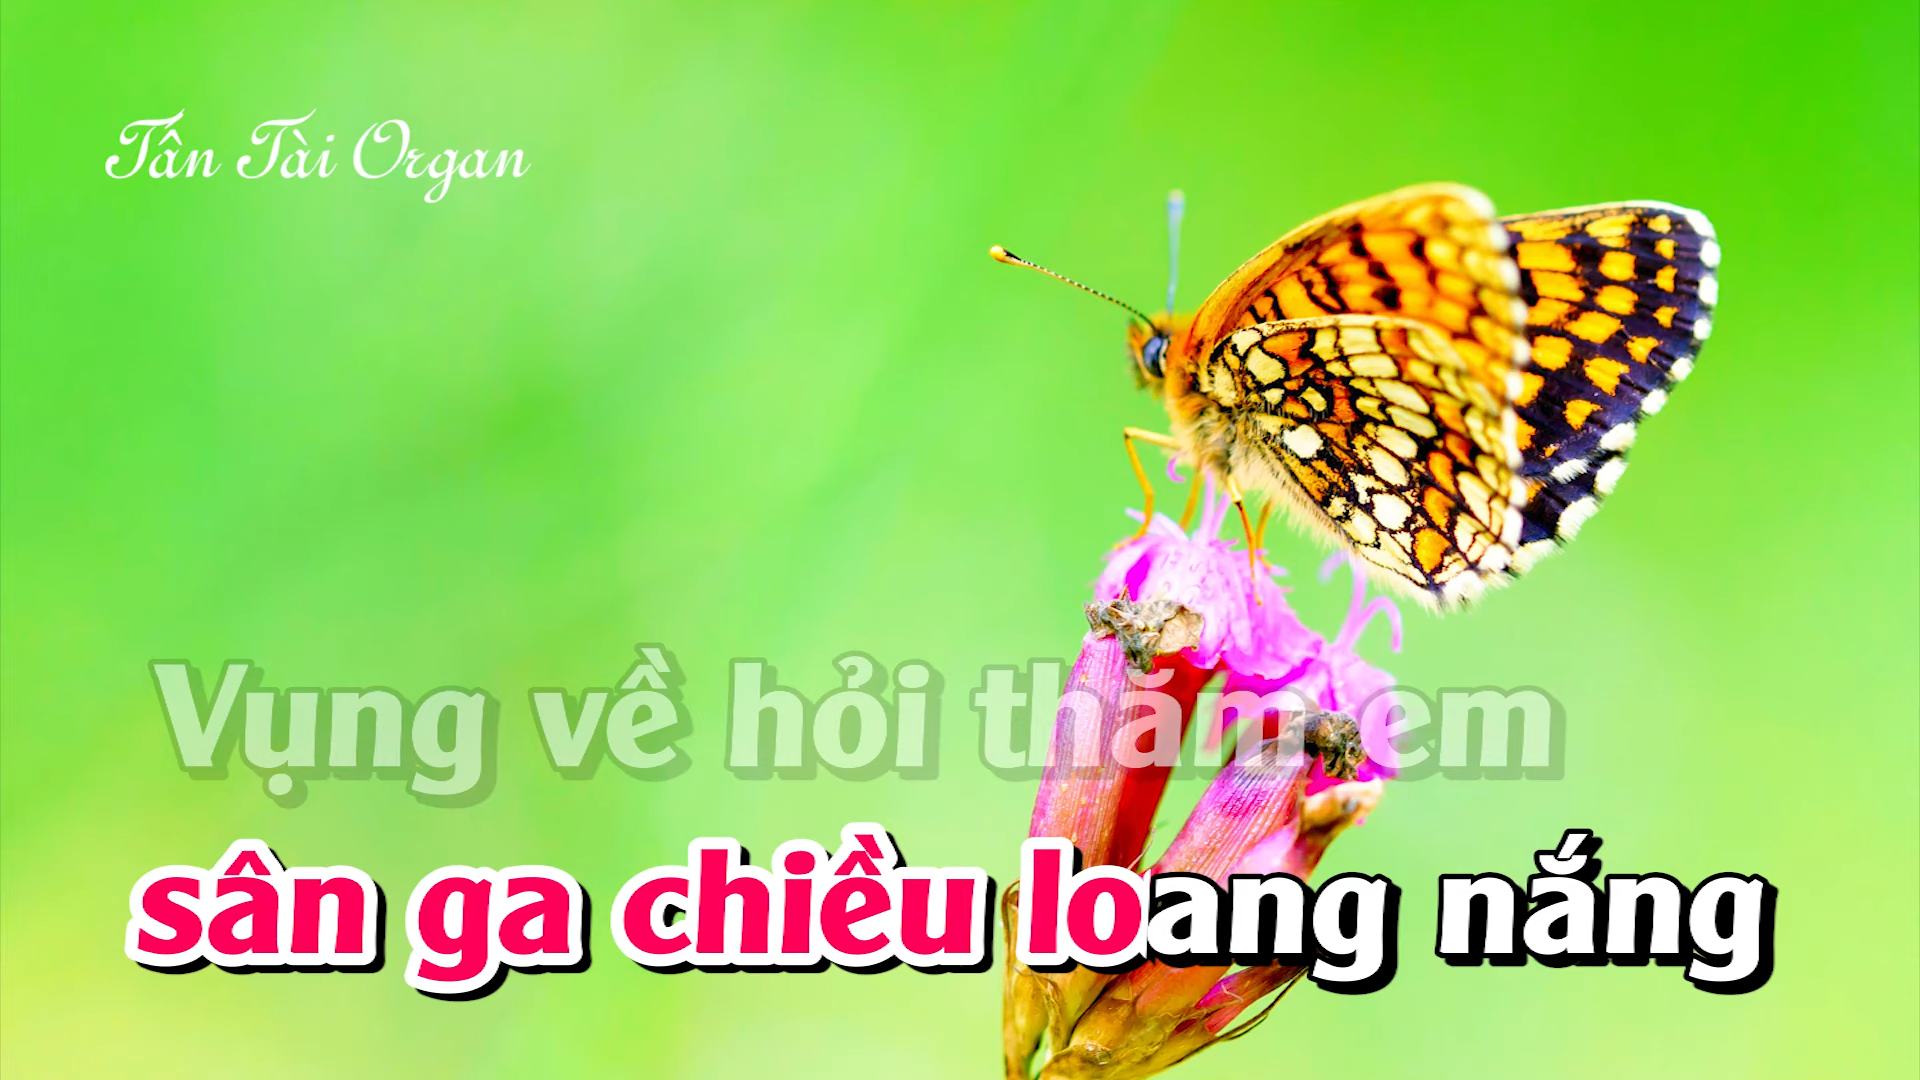 Tấn Tài Organ
Vụng về hỏi thăm em
sân ga chiều loang nắng